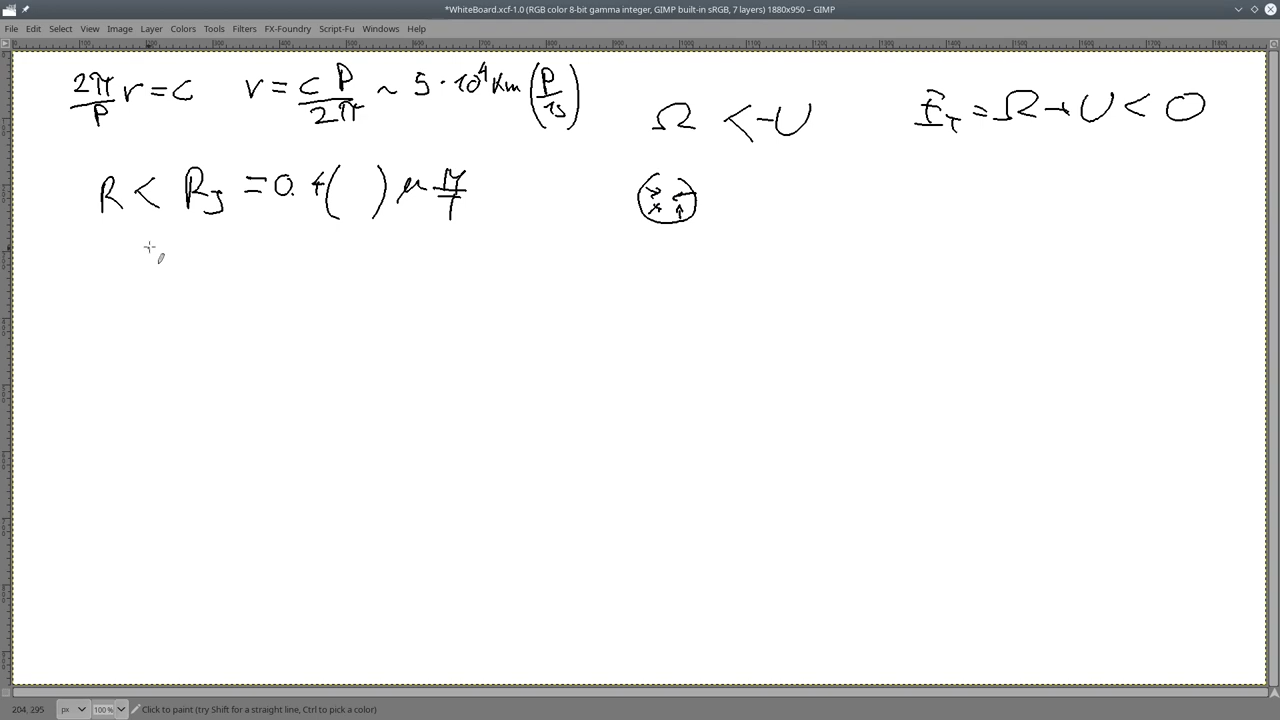 *WhiteBoard.xcf-1.0 (RGB color 8-bit gamma integer, GIMP built-in sRGB, 7 layers) 1880x950 – GIMP
File Edit Select View Image Layer Colors Tools Filters FX-Foundry Script-Fu Windows Help
2π/P r = c
r = c P/2π ~ 5 · 10⁴ Km (P/1s)
Ω < -U
E_T = Ω + U < 0
R < R_J = 0.4 ( ) μ M/T
204, 295 px 100% Click to paint (try Shift for a straight line, Ctrl to pick a color)